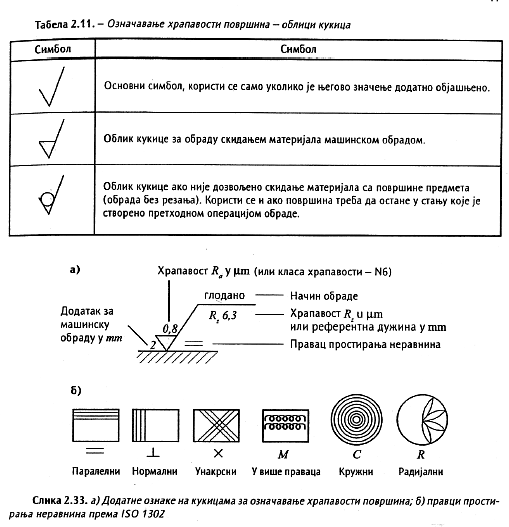 Табела 2.11. – Означавање храпавости површина – облици кукица
Симбол Симбол
Основни симбол, користи се само уколико је његово значење додатно објашњено.
Облик кукице за обраду скидањем материјала машинском обрадом.
Облик кукице ако није дозвољено скидање материјала са површине предмета
(обрада без резања). Користи се и ако површина треба да остане у стању које је
створено претходном операцијом обраде.
а)
Храпавост Ra у µm (или класа храпавости – N6)
глодано Начин обраде
Додатак за
машинску
обраду у mm
0,8
Rz 6,3
Храпавост Rz и µm
или референтна дужина у mm
2 = Правац простирања неравнина
б)
= ⊥ × M C R
Паралелни Нормални Унакрсни У више праваца Кружни Радијални
Слика 2.33. а) Додатне ознаке на кукицама за означавање храпавости површина; б) правци прости-
рања неравнина према ISO 1302